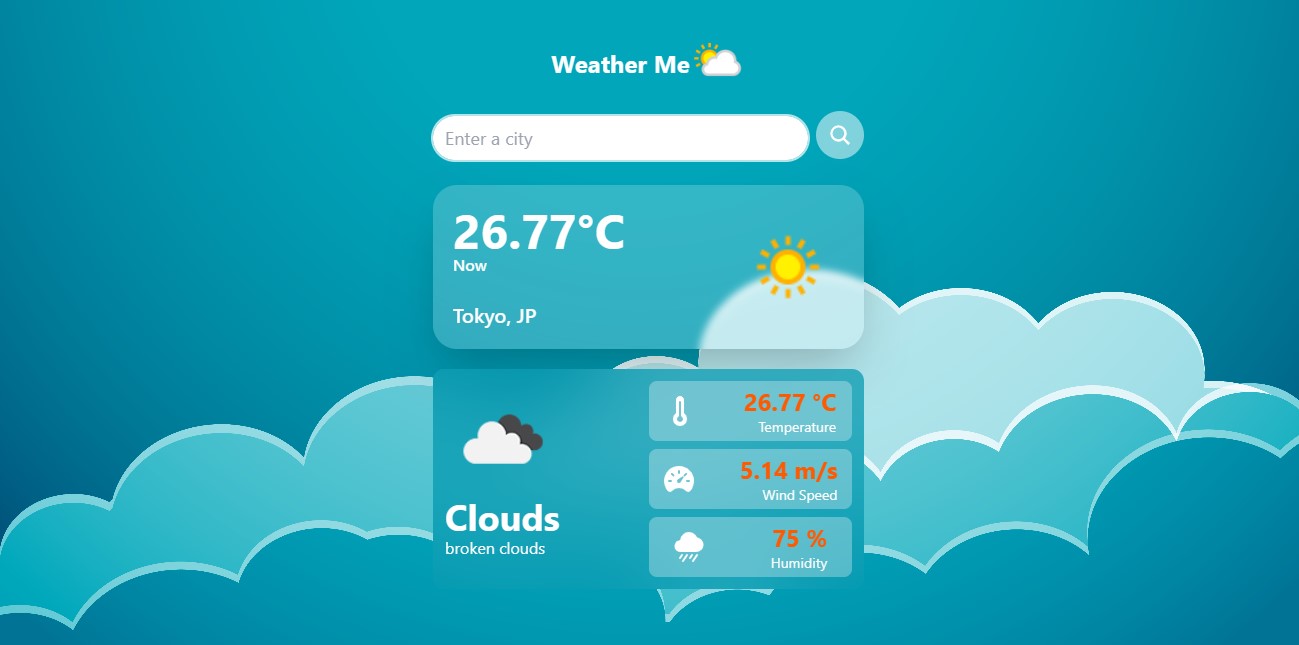 Weather Me
Enter a city
26.77°C
Now
Tokyo, JP
Clouds
broken clouds
26.77 °C
Temperature
5.14 m/s
Wind Speed
75 %
Humidity